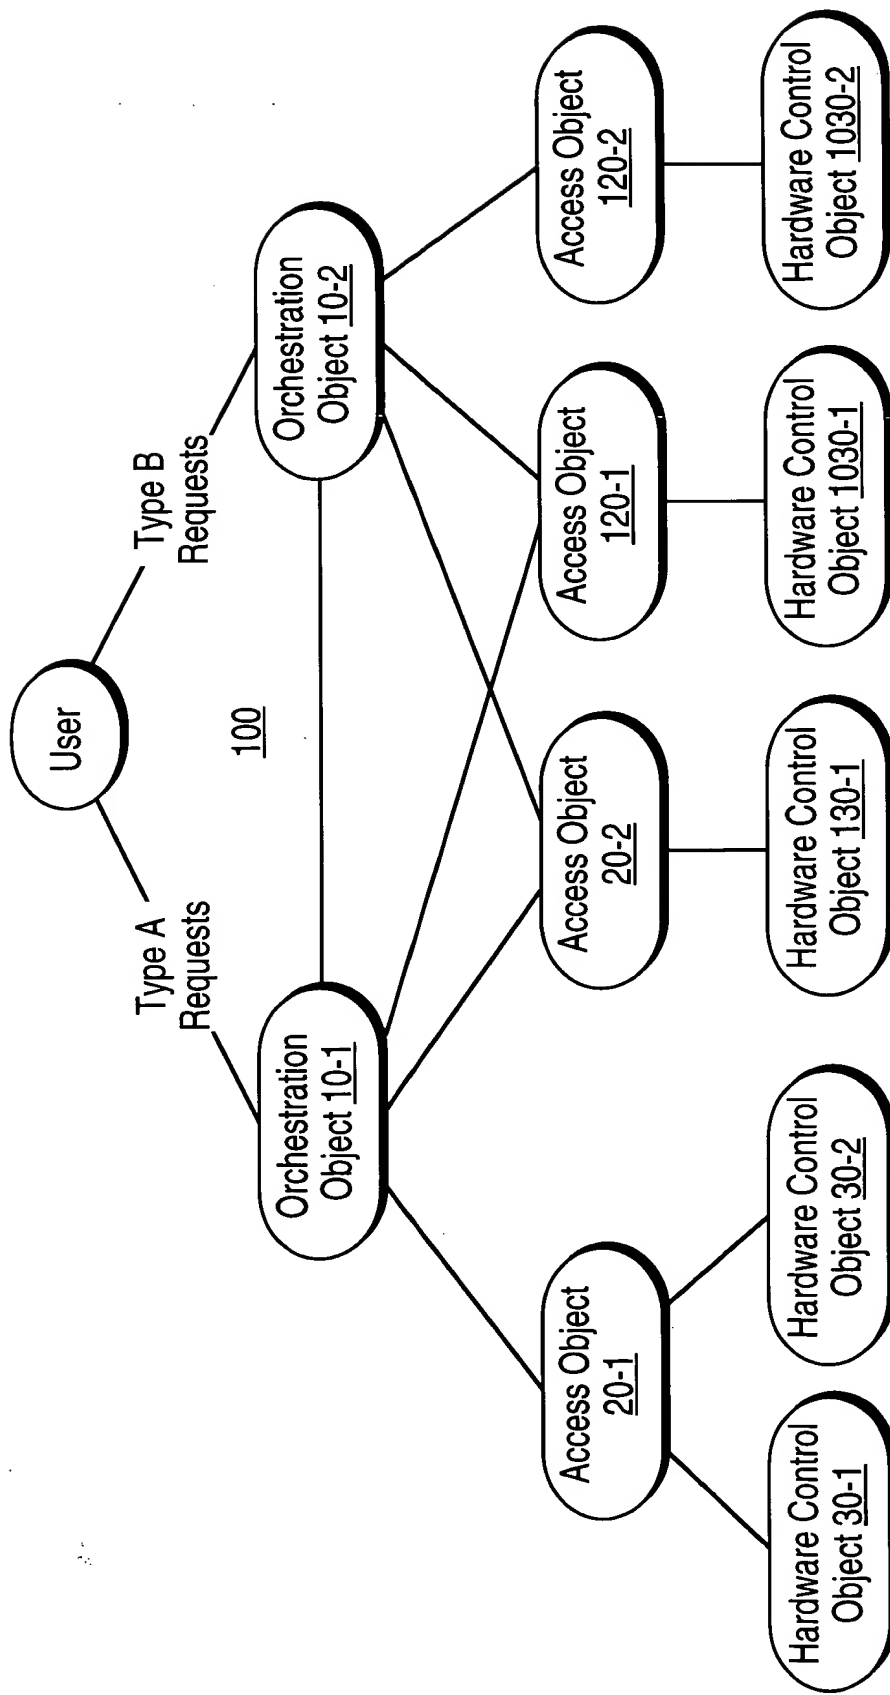 User
Type A
Requests
Type B
Requests
100
Orchestration
Object 10-1
Orchestration
Object 10-2
Access Object
20-1
Access Object
20-2
Access Object
120-1
Access Object
120-2
Hardware Control
Object 30-1
Hardware Control
Object 30-2
Hardware Control
Object 130-1
Hardware Control
Object 1030-1
Hardware Control
Object 1030-2